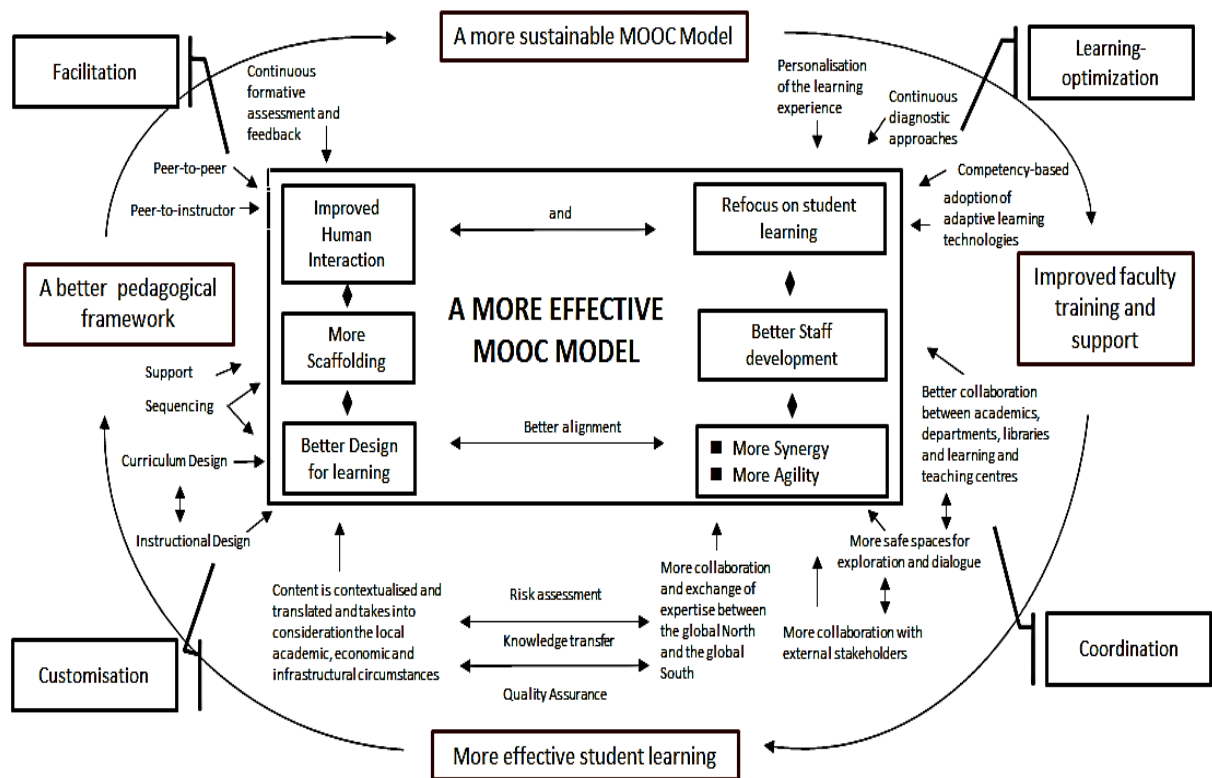 A more sustainable MOOC Model
Facilitation
Learning-
optimization
Continuous
formative
assessment and
feedback
Personalisation
of the learning
experience
Continuous
diagnostic
approaches
Peer-to-peer
Peer-to-instructor
Competency-based
adoption of
adaptive learning
technologies
Improved
Human
Interaction
and
Refocus on student
learning
A better pedagogical
framework
Improved faculty
training and
support
A MORE EFFECTIVE
MOOC MODEL
More
Scaffolding
Better Staff
development
Support
Sequencing
Better collaboration
between academics,
departments, libraries
and learning and
teaching centres
Better Design
for learning
Better alignment
■ More Synergy
■ More Agility
Curriculum Design
Instructional Design
More safe spaces for
exploration and dialogue
Content is contextualised and
translated and takes into
consideration the local
academic, economic and
infrastructural circumstances
Risk assessment
Knowledge transfer
Quality Assurance
More collaboration
and exchange of
expertise between
the global North
and the global
South
More collaboration with
external stakeholders
Customisation
Coordination
More effective student learning